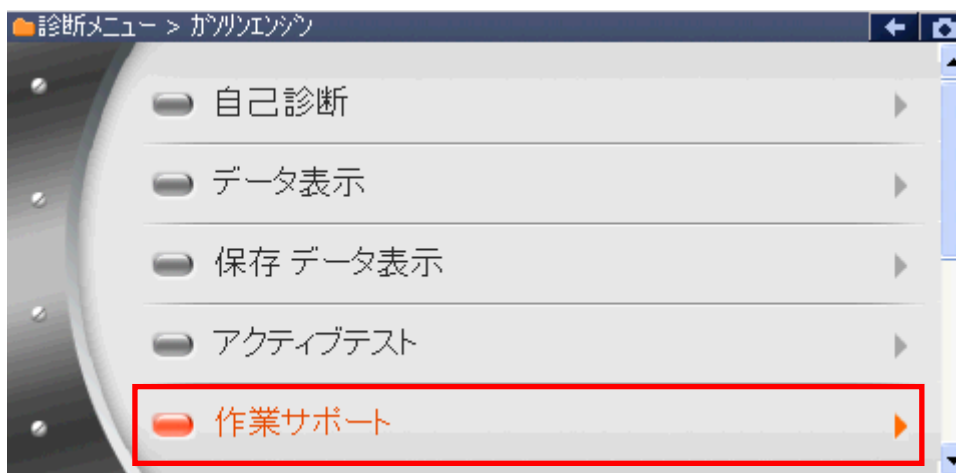 診断メニュー > ガソリンエンジン
自己診断
データ表示
保存 データ表示
アクティブテスト
作業サポート